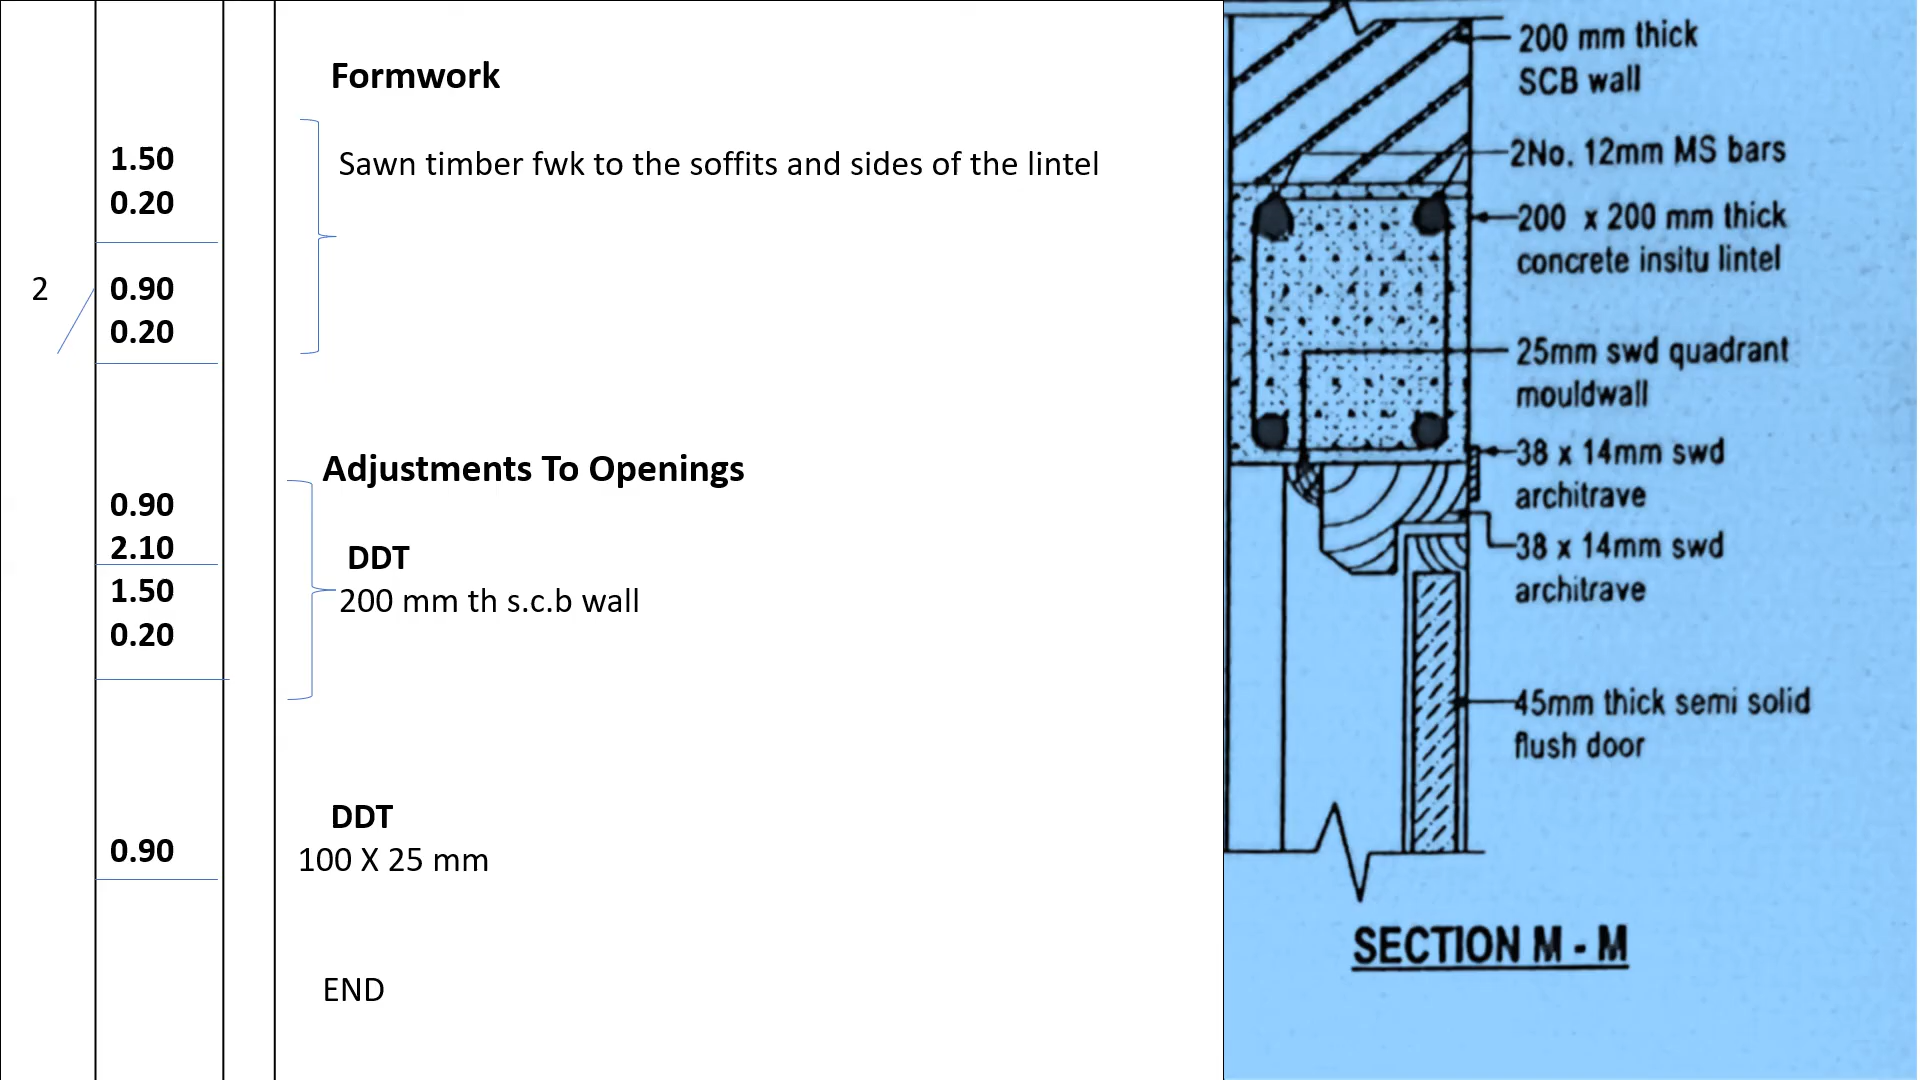 Formwork
1.50
0.20
Sawn timber fwk to the soffits and sides of the lintel
2
0.90
0.20
Adjustments To Openings
0.90
2.10
1.50
0.20
DDT
200 mm th s.c.b wall
DDT
0.90
100 X 25 mm
END
200 mm thick
SCB wall
2No. 12mm MS bars
200 x 200 mm thick
concrete insitu lintel
25mm swd quadrant
mouldwall
38 x 14mm swd
architrave
38 x 14mm swd
architrave
45mm thick semi solid
flush door
SECTION M - M